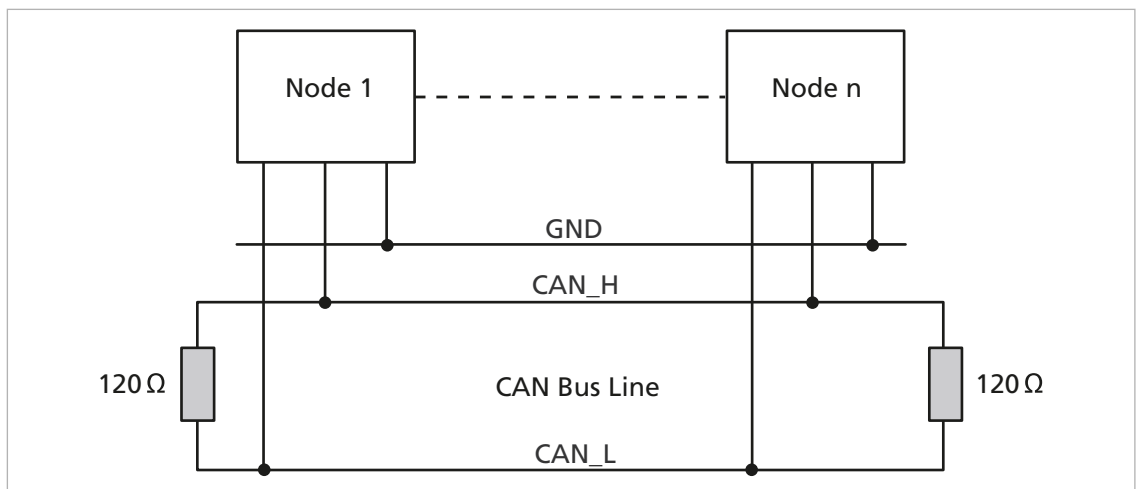 Node 1
Node n
GND
CAN_H
120 Ω
CAN Bus Line
120 Ω
CAN_L